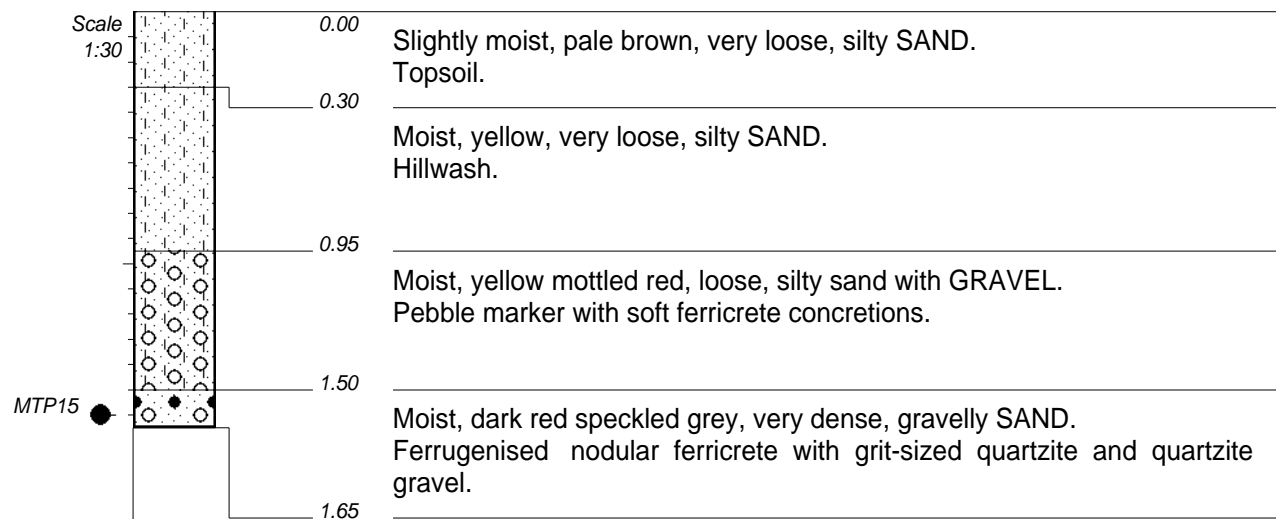 Scale
1:30
0.00
Slightly moist, pale brown, very loose, silty SAND.
Topsoil.
0.30
Moist, yellow, very loose, silty SAND.
Hillwash.
0.95
Moist, yellow mottled red, loose, silty sand with GRAVEL.
Pebble marker with soft ferricrete concretions.
1.50
MTP15
Moist, dark red speckled grey, very dense, gravelly SAND.
Ferrugenised nodular ferricrete with grit-sized quartzite and quartzite
gravel.
1.65